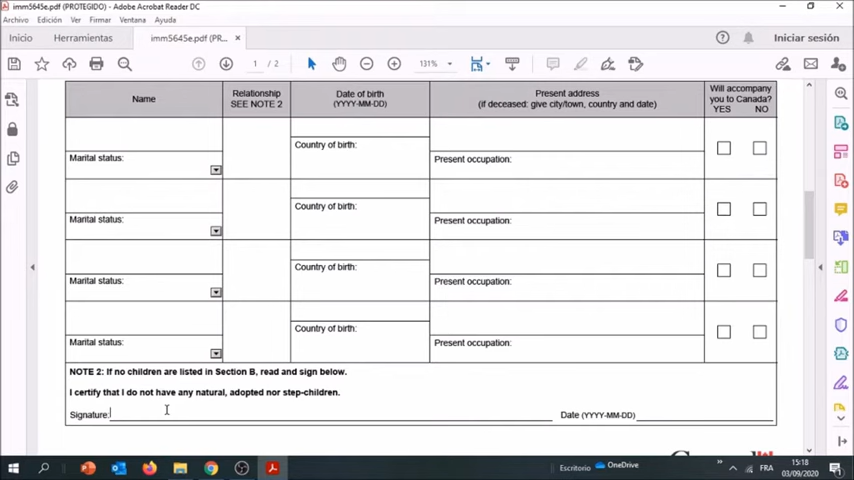 imm5645e.pdf (PROTEGIDO) - Adobe Acrobat Reader DC
Archivo Edición Ver Firmar Ventana Ayuda
Inicio Herramientas imm5645e.pdf (PR... × Iniciar sesión
1 / 2 131%
Name Relationship SEE NOTE 2 Date of birth (YYYY-MM-DD) Present address (if deceased: give city/town, country and date) Will accompany you to Canada? YES NO
Country of birth:
Marital status: Present occupation:
Country of birth:
Marital status: Present occupation:
Country of birth:
Marital status: Present occupation:
Country of birth:
Marital status: Present occupation:
NOTE 2: If no children are listed in Section B, read and sign below.
I certify that I do not have any natural, adopted nor step-children.
Signature: Date (YYYY-MM-DD)
Escritorio OneDrive » FRA 15:18
03/09/2020